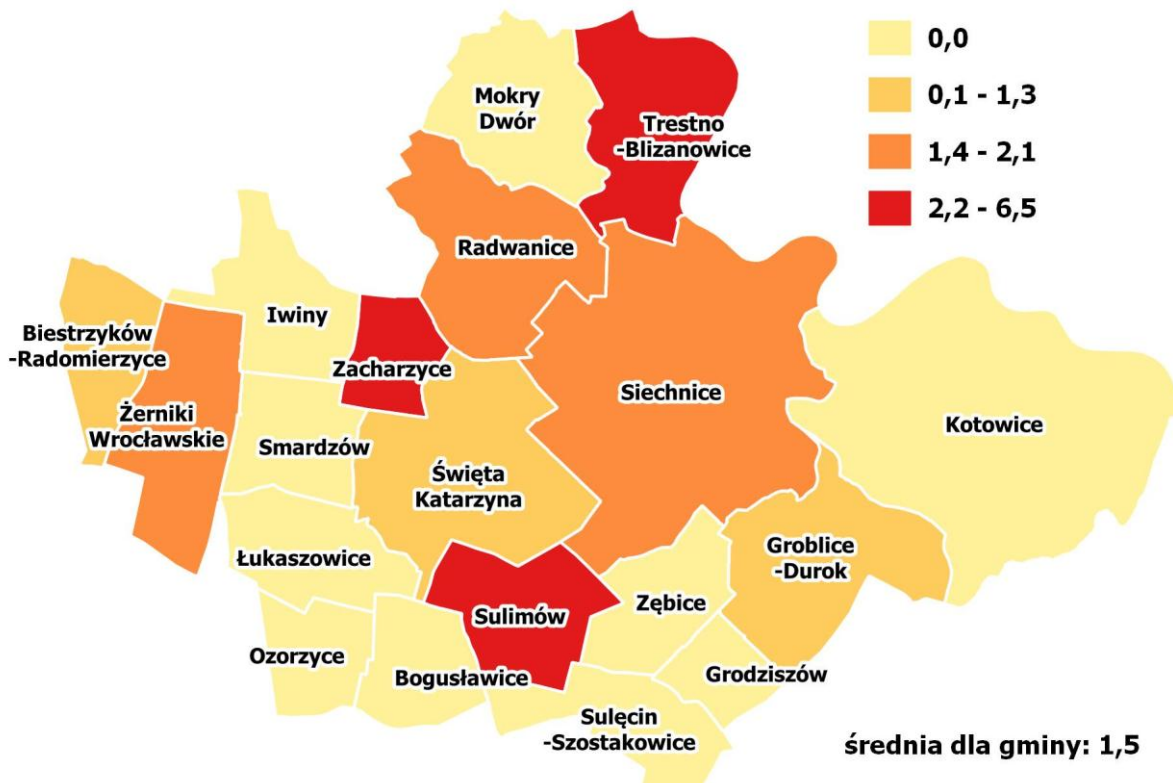 0,0
0,1 - 1,3
1,4 - 2,1
2,2 - 6,5
Mokry
Dwór
Trestno
-Blizanowice
Radwanice
Iwiny
Biestrzyków
-Radomierzyce
Zacharzyce
Siechnice
Żerniki
Wrocławskie
Kotowice
Smardzów
Święta
Katarzyna
Łukaszowice
Groblice
-Durok
Zębice
Sulimów
Ozorzyce
Bogusławice
Grodziszów
Sulęcin
-Szostakowice
średnia dla gminy: 1,5